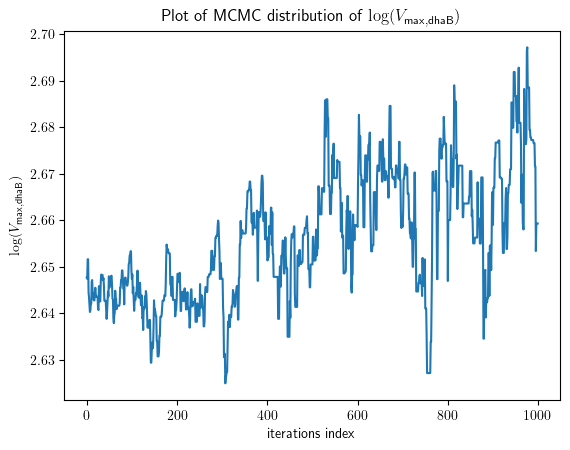 Plot of MCMC distribution of log(V_max,dhaB)
2.70
2.69
2.68
2.67
2.66
2.65
2.64
2.63
log(V_max,dhaB)
0 200 400 600 800 1000
iterations index